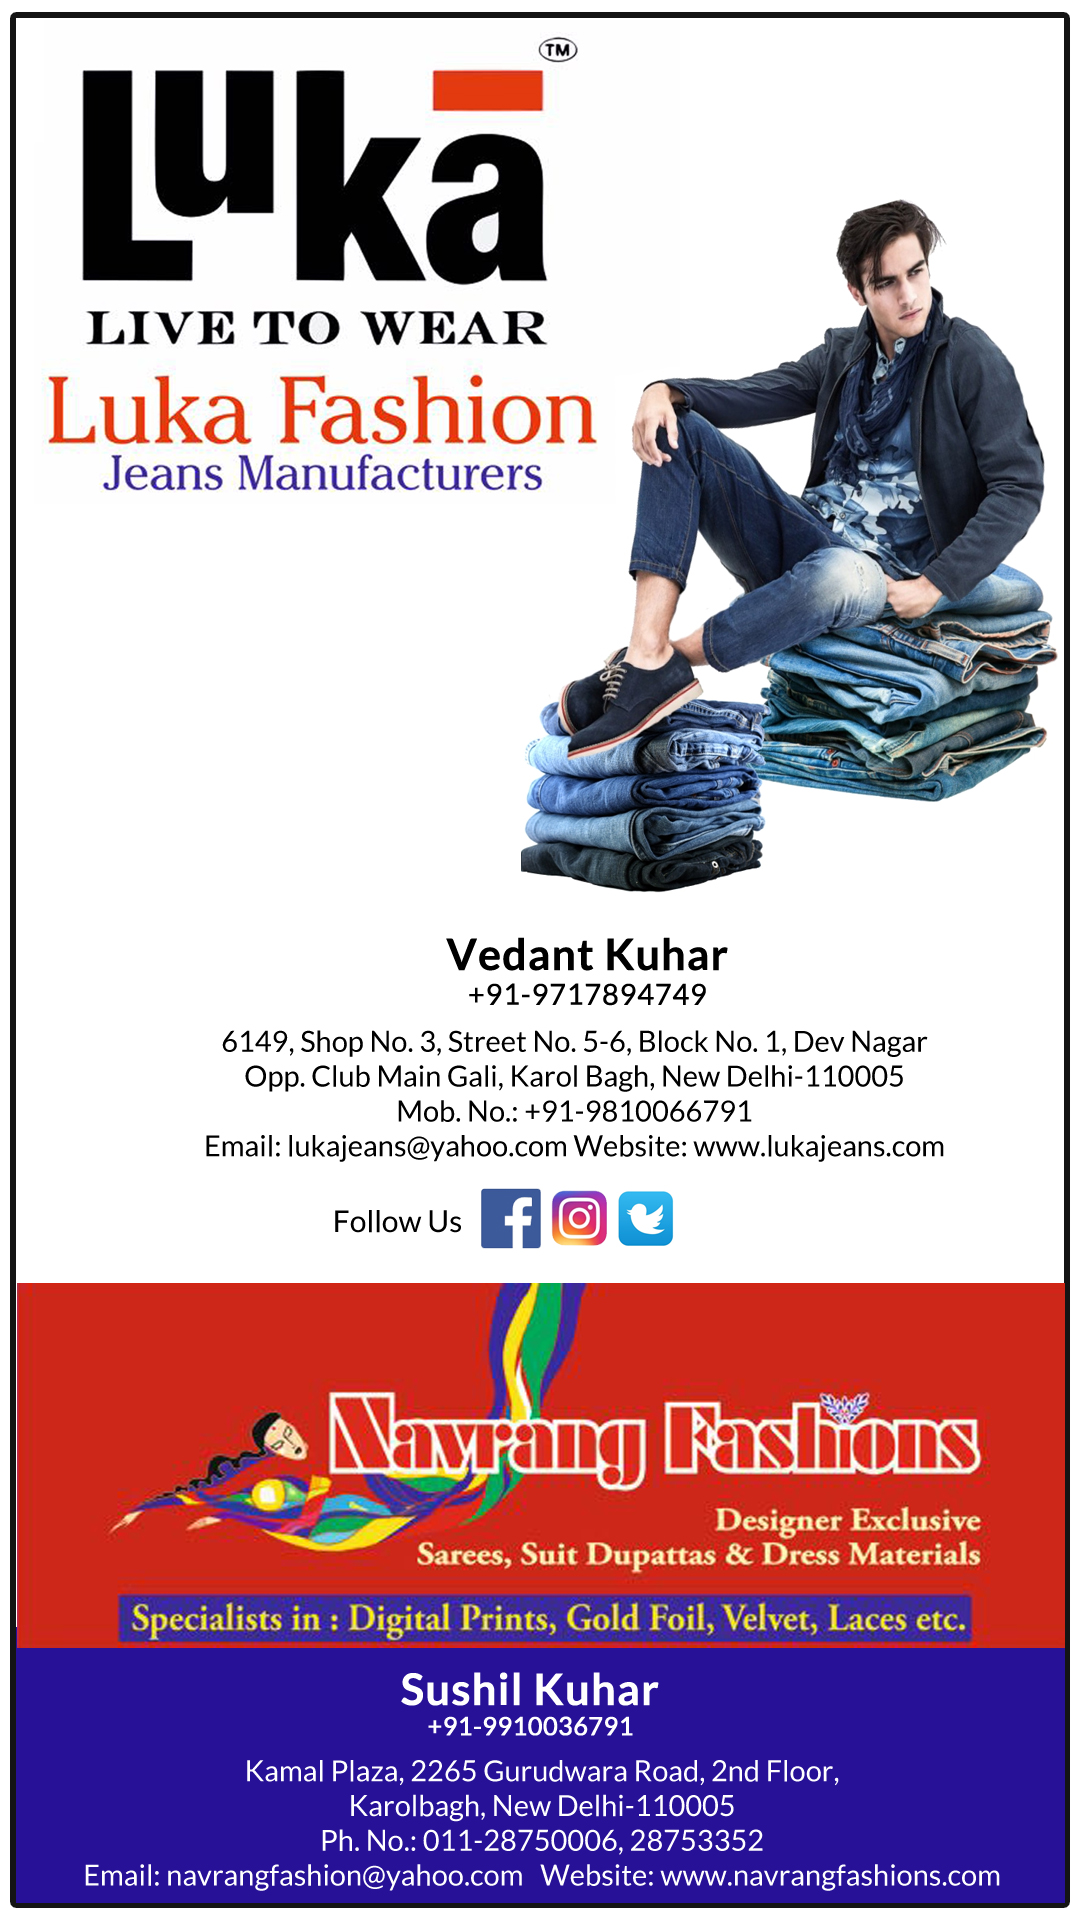 Luka TM
LIVE TO WEAR
Luka Fashion
Jeans Manufacturers
Vedant Kuhar
+91-9717894749
6149, Shop No. 3, Street No. 5-6, Block No. 1, Dev Nagar
Opp. Club Main Gali, Karol Bagh, New Delhi-110005
Mob. No.: +91-9810066791
Email: lukajeans@yahoo.com Website: www.lukajeans.com
Follow Us
Navrang Fashions
Designer Exclusive
Sarees, Suit Dupattas & Dress Materials
Specialists in : Digital Prints, Gold Foil, Velvet, Laces etc.
Sushil Kuhar
+91-9910036791
Kamal Plaza, 2265 Gurudwara Road, 2nd Floor,
Karolbagh, New Delhi-110005
Ph. No.: 011-28750006, 28753352
Email: navrangfashion@yahoo.com Website: www.navrangfashions.com